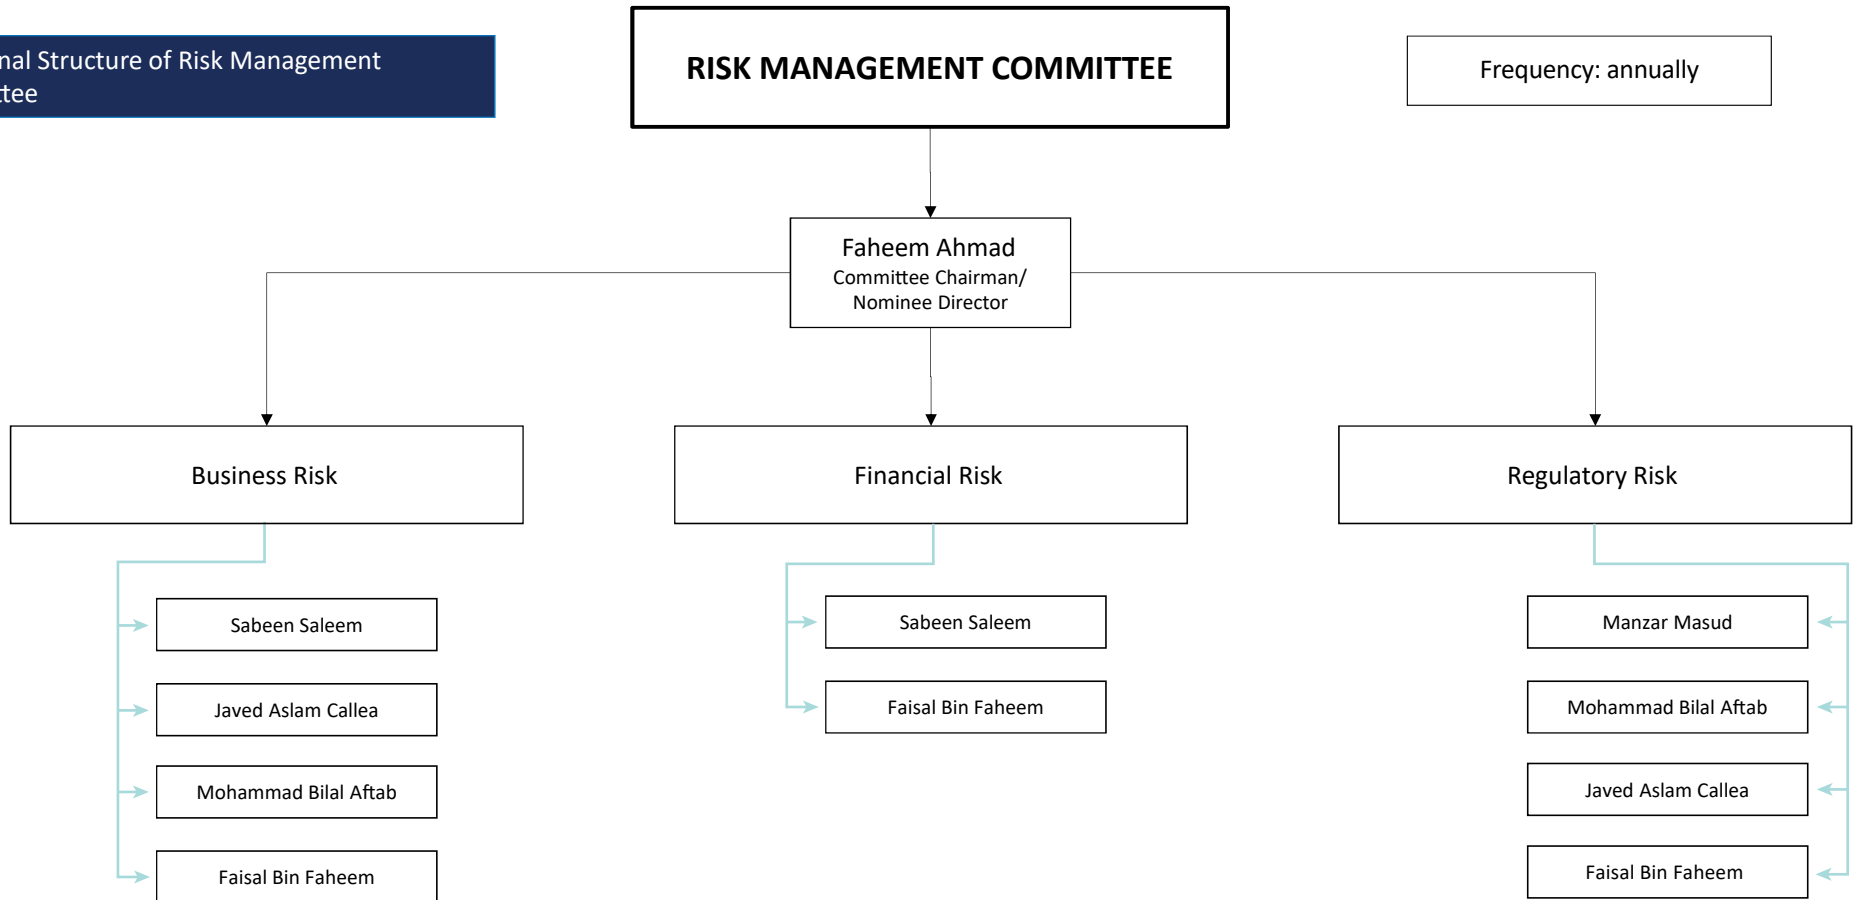 nal Structure of Risk Management
ttee
RISK MANAGEMENT COMMITTEE
Frequency: annually
Faheem Ahmad
Committee Chairman/
Nominee Director
Business Risk
Financial Risk
Regulatory Risk
Sabeen Saleem
Javed Aslam Callea
Mohammad Bilal Aftab
Faisal Bin Faheem
Sabeen Saleem
Faisal Bin Faheem
Manzar Masud
Mohammad Bilal Aftab
Javed Aslam Callea
Faisal Bin Faheem